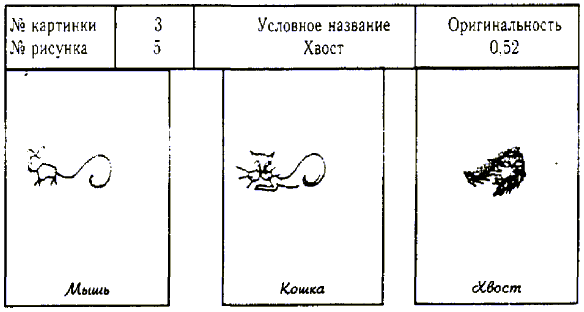 № картинки 3 Условное название Оригинальность
№ рисунка 5 Хвост 0.52
Мышь Кошка Хвост